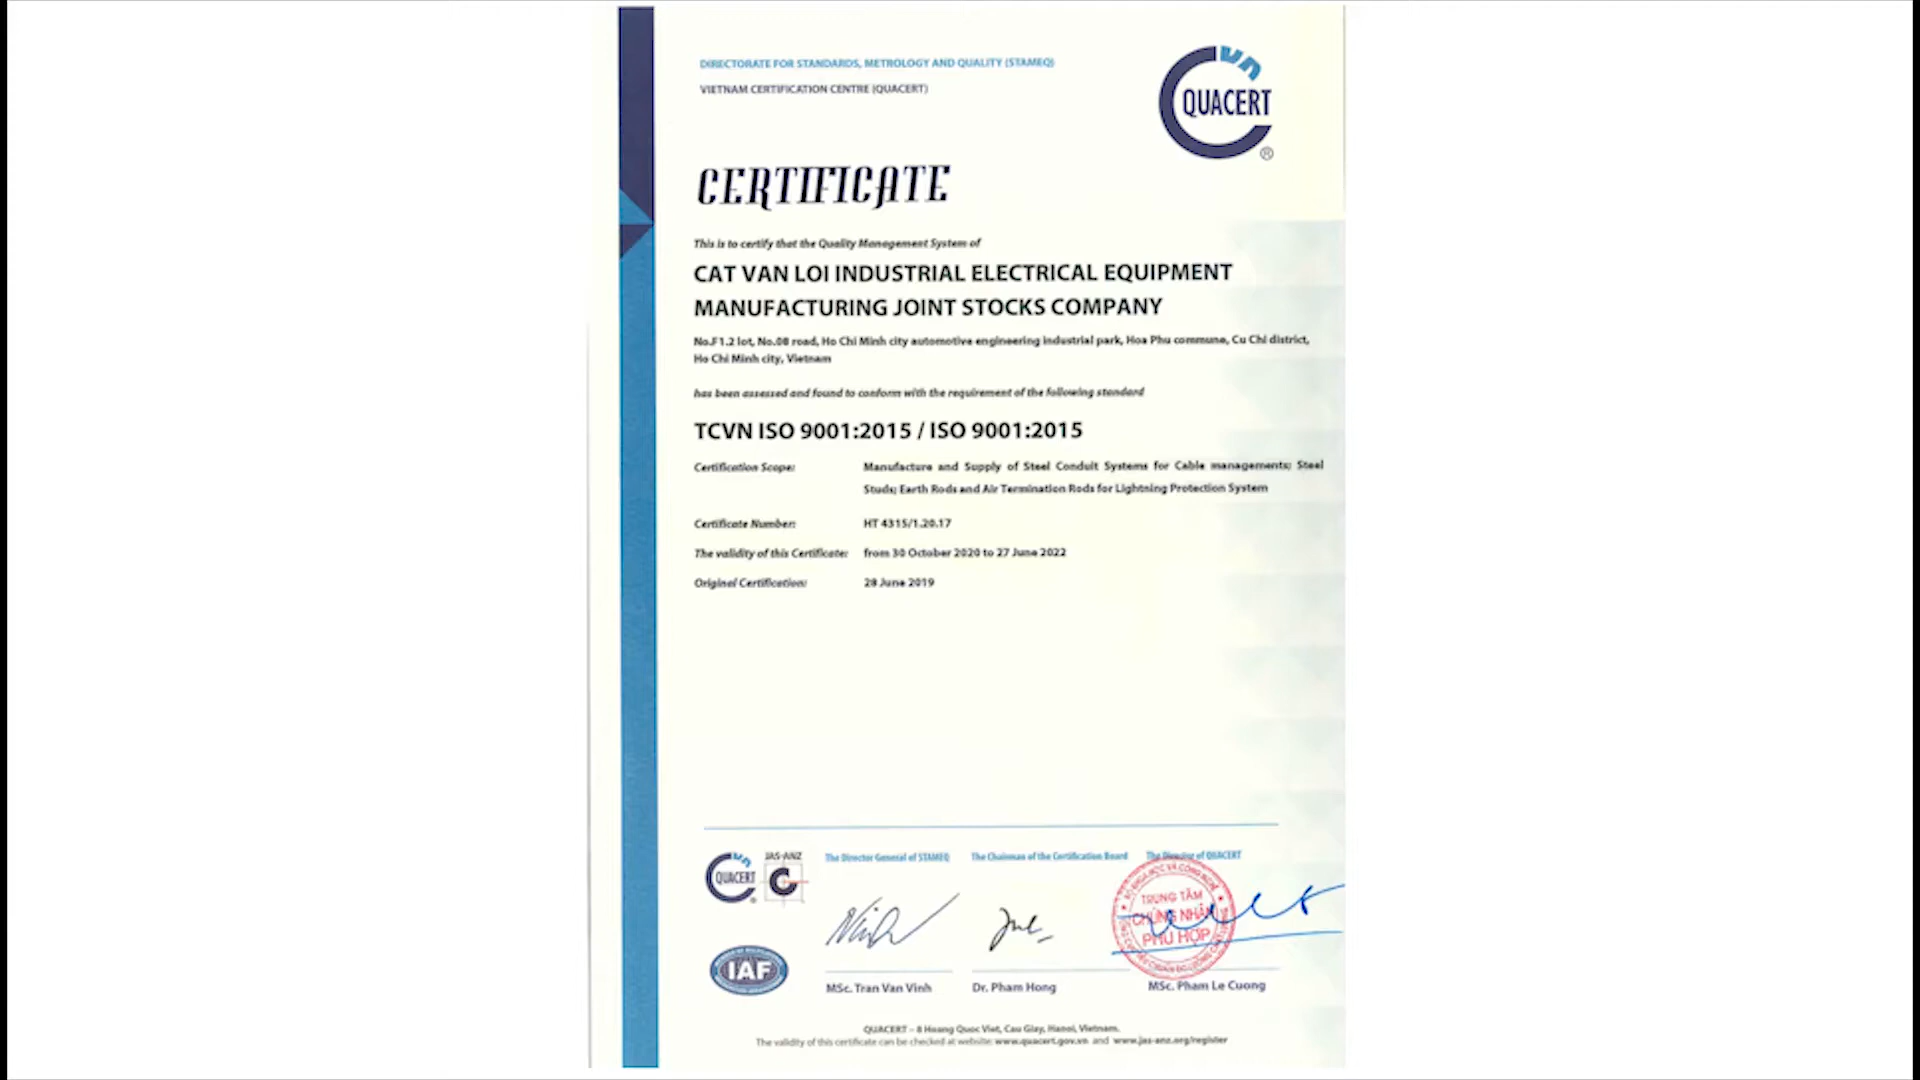 DIRECTORATE FOR STANDARDS, METROLOGY AND QUALITY (STAMEQ)
VIETNAM CERTIFICATION CENTRE (QUACERT)
VN
QUACERT
®
CERTIFICATE
This is to certify that the Quality Management System of
CAT VAN LOI INDUSTRIAL ELECTRICAL EQUIPMENT
MANUFACTURING JOINT STOCKS COMPANY
No.F1.2 lot, No.08 road, Ho Chi Minh city automotive engineering industrial park, Hoa Phu commune, Cu Chi district,
Ho Chi Minh city, Vietnam
has been assessed and found to conform with the requirement of the following standard
TCVN ISO 9001:2015 / ISO 9001:2015
Certification Scope: Manufacture and Supply of Steel Conduit Systems for Cable managements; Steel
Studs; Earth Rods and Air Termination Rods for Lightning Protection System
Certificate Number: HT 4315/1.20.17
The validity of this Certificate: from 30 October 2020 to 27 June 2022
Original Certification: 28 June 2019
QUACERT
JAS-ANZ
The Director General of STAMEQ
The Chairman of the Certification Board
The Director of QUACERT
BỘ KHOA HỌC VÀ CÔNG NGHỆ
TRUNG TÂM
CHỨNG NHẬN
PHÙ HỢP
IAF
MSc. Tran Van Vinh
Dr. Pham Hong
MSc. Pham Le Cuong
QUACERT – 8 Hoang Quoc Viet, Cau Giay, Hanoi, Vietnam.
The validity of this certificate can be checked at website: www.quacert.gov.vn and www.jas-anz.org/register